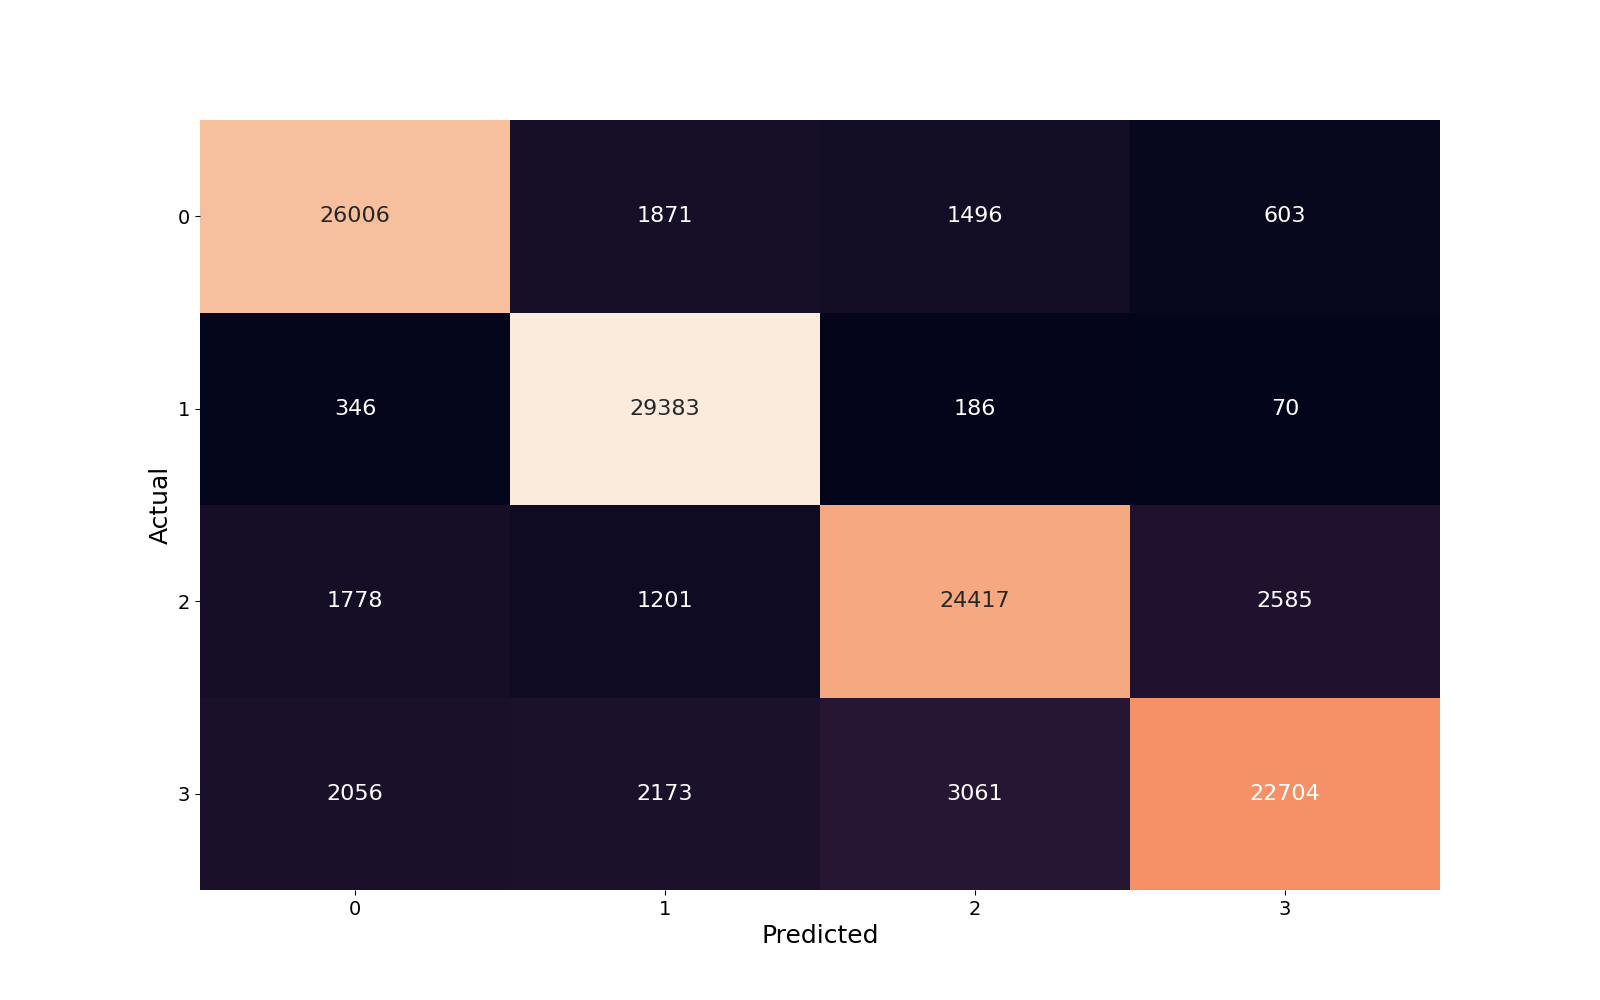 0 26006 1871 1496 603
1 346 29383 186 70
2 1778 1201 24417 2585
3 2056 2173 3061 22704
0 1 2 3
Predicted
Actual